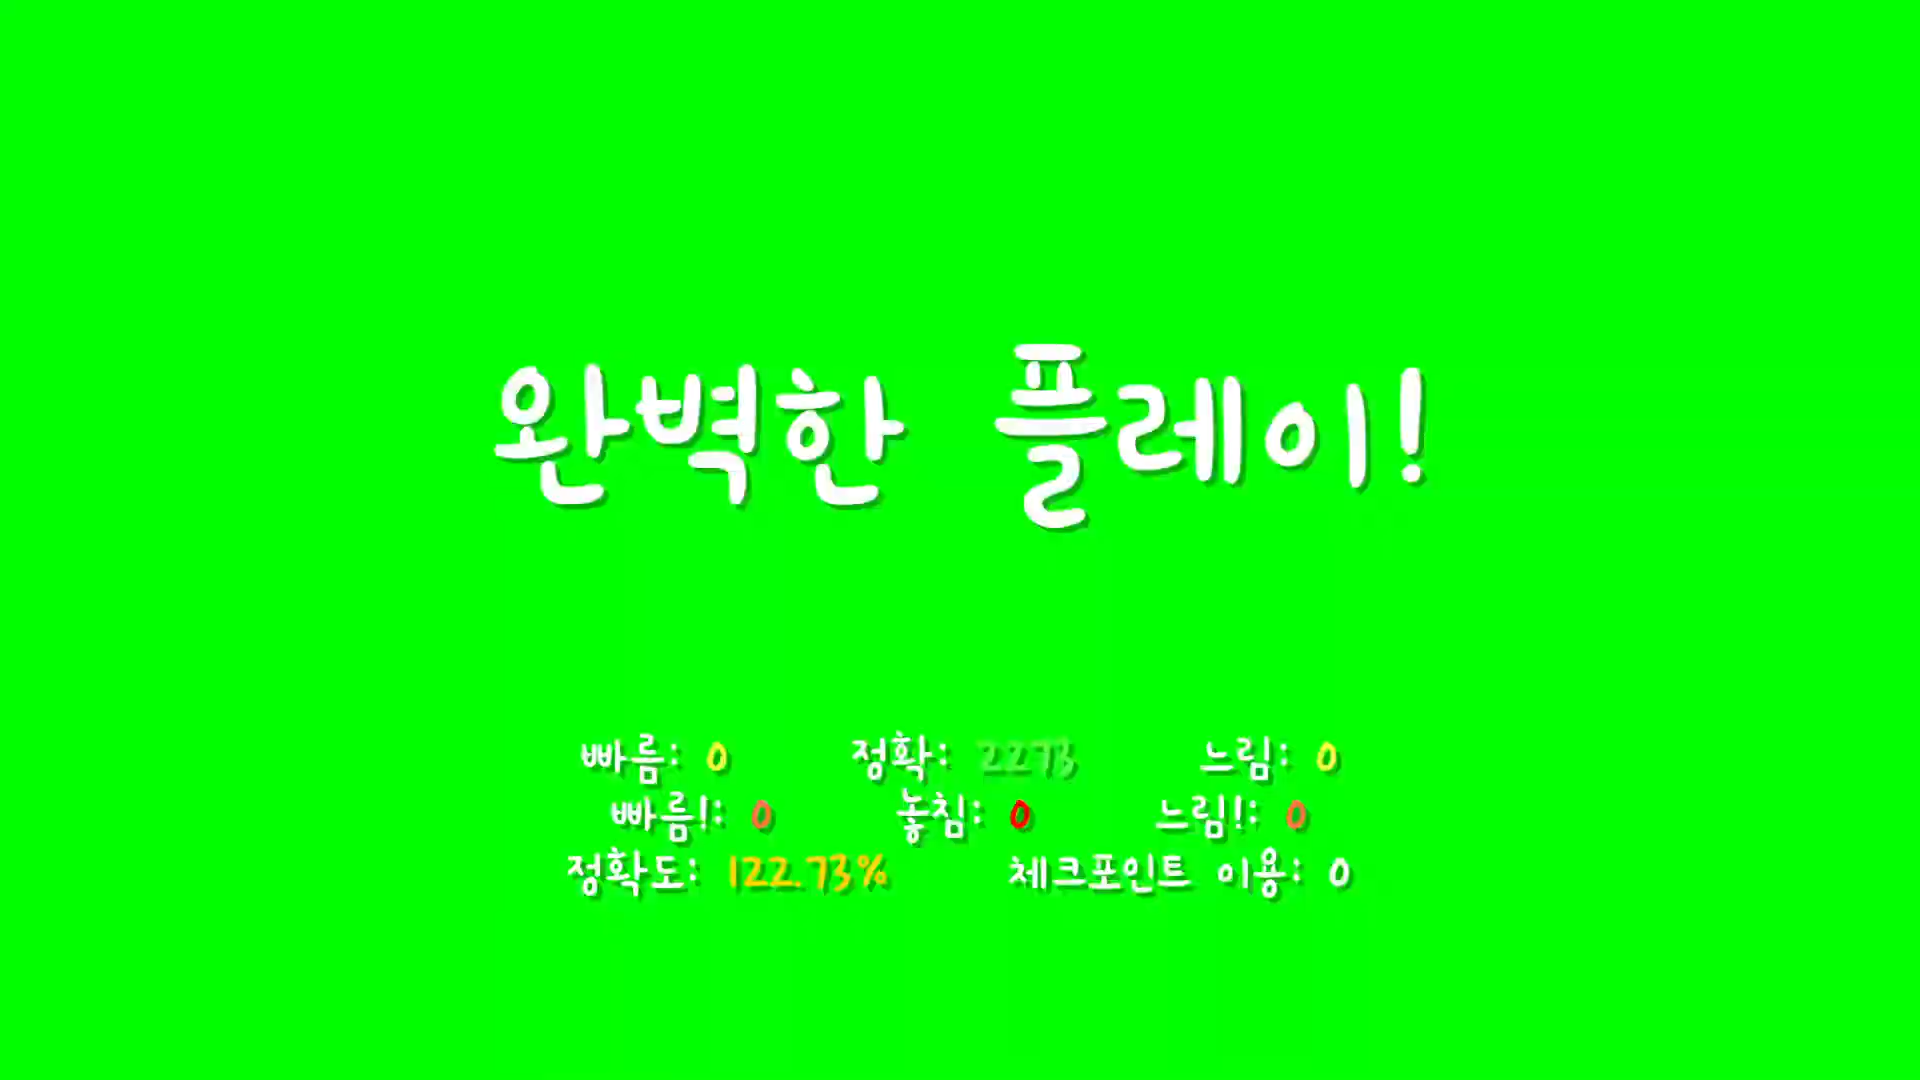 완벽한 플레이!
빠름: 0 정확: 2273 느림: 0
빠름!: 0 놓침: 0 느림!: 0
정확도: 122.73% 체크포인트 이용: 0